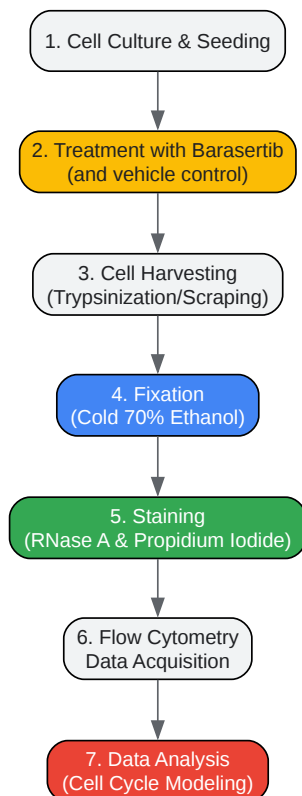 1. Cell Culture & Seeding
2. Treatment with Barasertib
(and vehicle control)
3. Cell Harvesting
(Trypsinization/Scraping)
4. Fixation
(Cold 70% Ethanol)
5. Staining
(RNase A & Propidium Iodide)
6. Flow Cytometry
Data Acquisition
7. Data Analysis
(Cell Cycle Modeling)